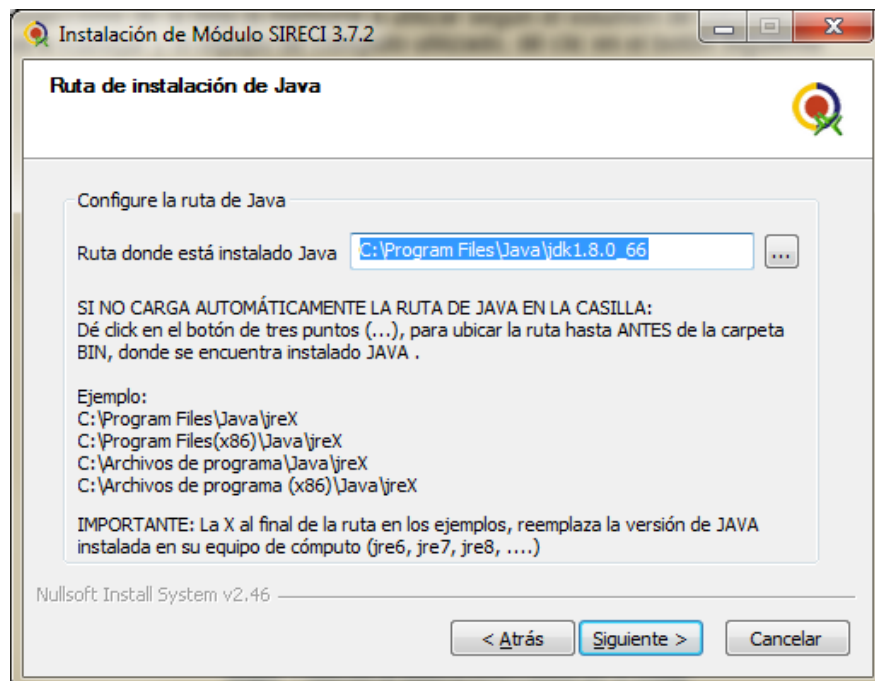 Instalación de Módulo SIRECI 3.7.2
Ruta de instalación de Java
Configure la ruta de Java
Ruta donde está instalado Java C:\Program Files\Java\jdk1.8.0_66 ...
SI NO CARGA AUTOMÁTICAMENTE LA RUTA DE JAVA EN LA CASILLA:
Dé click en el botón de tres puntos (...), para ubicar la ruta hasta ANTES de la carpeta
BIN, donde se encuentra instalado JAVA .
Ejemplo:
C:\Program Files\Java\jreX
C:\Program Files(x86)\Java\jreX
C:\Archivos de programa\Java\jreX
C:\Archivos de programa (x86)\Java\jreX
IMPORTANTE: La X al final de la ruta en los ejemplos, reemplaza la versión de JAVA
instalada en su equipo de cómputo (jre6, jre7, jre8, ....)
Nullsoft Install System v2.46
< Atrás Siguiente > Cancelar